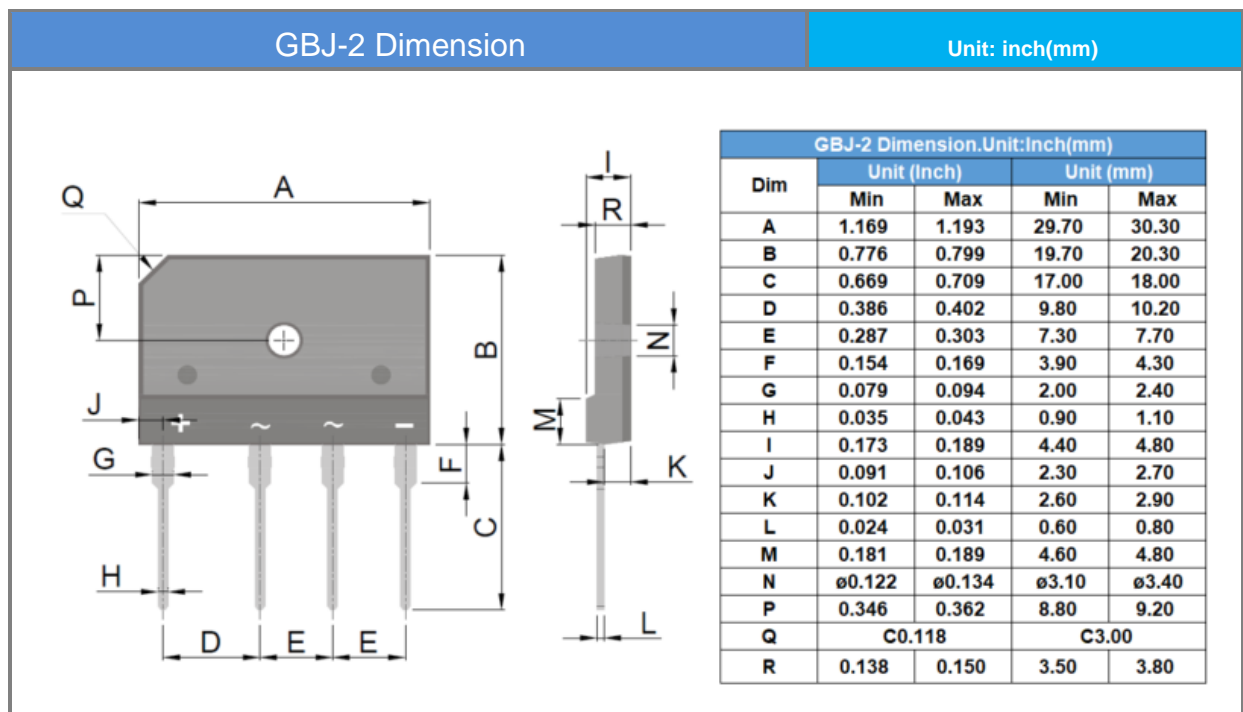 GBJ-2 Dimension
Unit: inch(mm)
A
Q
P
B
J
+ ~ ~ -
G
F
C
H
D E E
I
R
N
M
K
L
GBJ-2 Dimension.Unit:Inch(mm)
Dim Unit (Inch) Unit (mm)
Min Max Min Max
A 1.169 1.193 29.70 30.30
B 0.776 0.799 19.70 20.30
C 0.669 0.709 17.00 18.00
D 0.386 0.402 9.80 10.20
E 0.287 0.303 7.30 7.70
F 0.154 0.169 3.90 4.30
G 0.079 0.094 2.00 2.40
H 0.035 0.043 0.90 1.10
I 0.173 0.189 4.40 4.80
J 0.091 0.106 2.30 2.70
K 0.102 0.114 2.60 2.90
L 0.024 0.031 0.60 0.80
M 0.181 0.189 4.60 4.80
N ø0.122 ø0.134 ø3.10 ø3.40
P 0.346 0.362 8.80 9.20
Q C0.118 C3.00
R 0.138 0.150 3.50 3.80